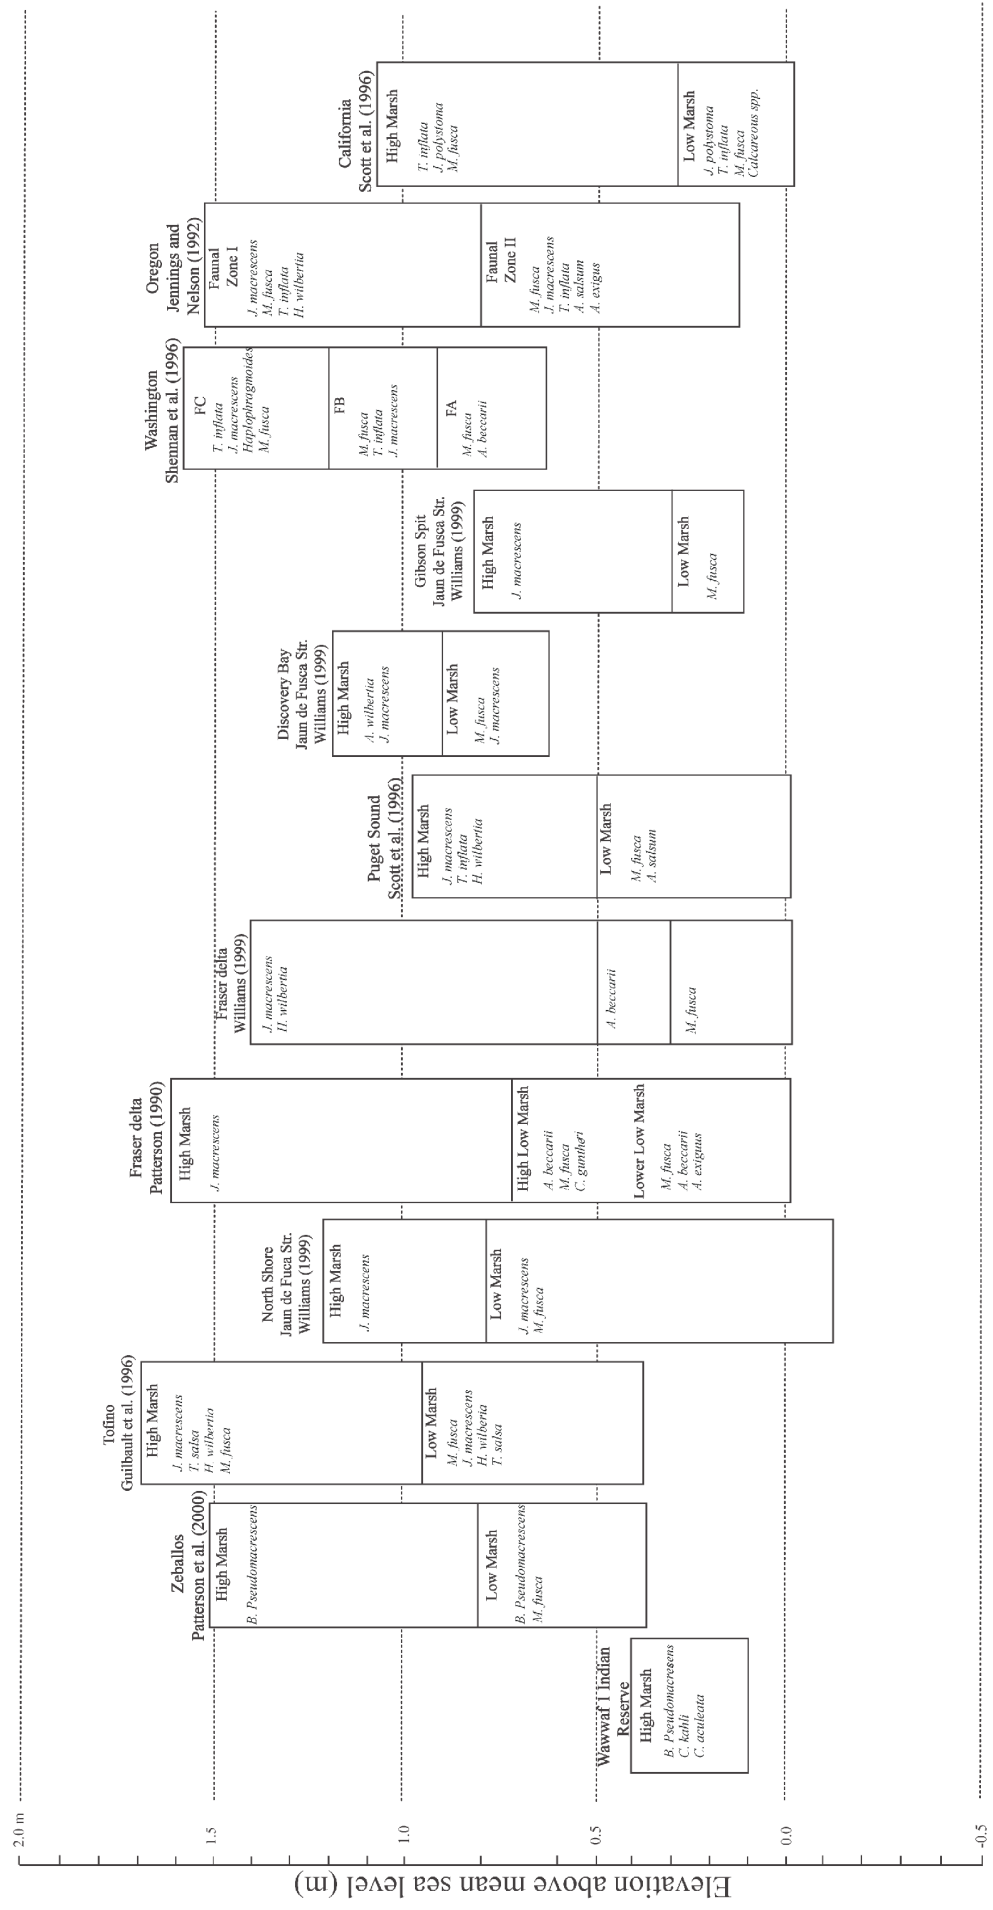 Elevation above mean sea level (m)
2.0 m
1.5
1.0
0.5
0.0
-0.5
Wawwaf 1 Indian
Reserve
High Marsh
B. Pseudomacresens
C. kahli
C. aculeata
Zeballos
Patterson et al. (2000)
High Marsh
B. Pseudomacrescens
Low Marsh
B. Pseudomacrescens
M. fusca
Tofino
Guilbault et al. (1996)
High Marsh
J. macrescens
T. salsa
H. wilbertia
M. fusca
Low Marsh
M. fusca
J. macrescens
H. wilberia
T. salsa
North Shore
Jaun de Fuca Str.
Williams (1999)
High Marsh
J. macrescens
Low Marsh
J. macrescens
M. fusca
Fraser delta
Patterson (1990)
High Marsh
J. macrescens
High Low Marsh
A. beccarii
M. fusca
C. guntheri
Lower Low Marsh
M. fusca
A. beccarii
A. exiguus
Fraser delta
Williams (1999)
J. macrescens
H. wilbertia
A. beccarii
M. fusca
Puget Sound
Scott et al. (1996)
High Marsh
J. macrescens
T. inflata
H. wilbertia
Low Marsh
M. fusca
A. salsum
Discovery Bay
Jaun de Fusca Str.
Williams (1999)
High Marsh
A. wilbertia
J. macrescens
Low Marsh
M. fusca
J. macrescens
Gibson Spit
Jaun de Fusca Str.
Williams (1999)
High Marsh
J. macrescens
Low Marsh
M. fusca
Washington
Shennan et al. (1996)
FC
T. inflata
J. macrescens
Haplophragmoides
M. fusca
FB
M. fusca
T. inflata
J. macrescens
FA
M. fusca
A. beccarii
Oregon
Jennings and
Nelson (1992)
Faunal
Zone I
J. macrescens
M. fusca
T. inflata
H. wilbertia
Faunal
Zone II
M. fusca
J. macrescens
T. inflata
A. salsum
A. exigus
California
Scott et al. (1996)
High Marsh
T. inflata
J. polystoma
M. fusca
Low Marsh
J. polystoma
T. inflata
M. fusca
Calcareous spp.